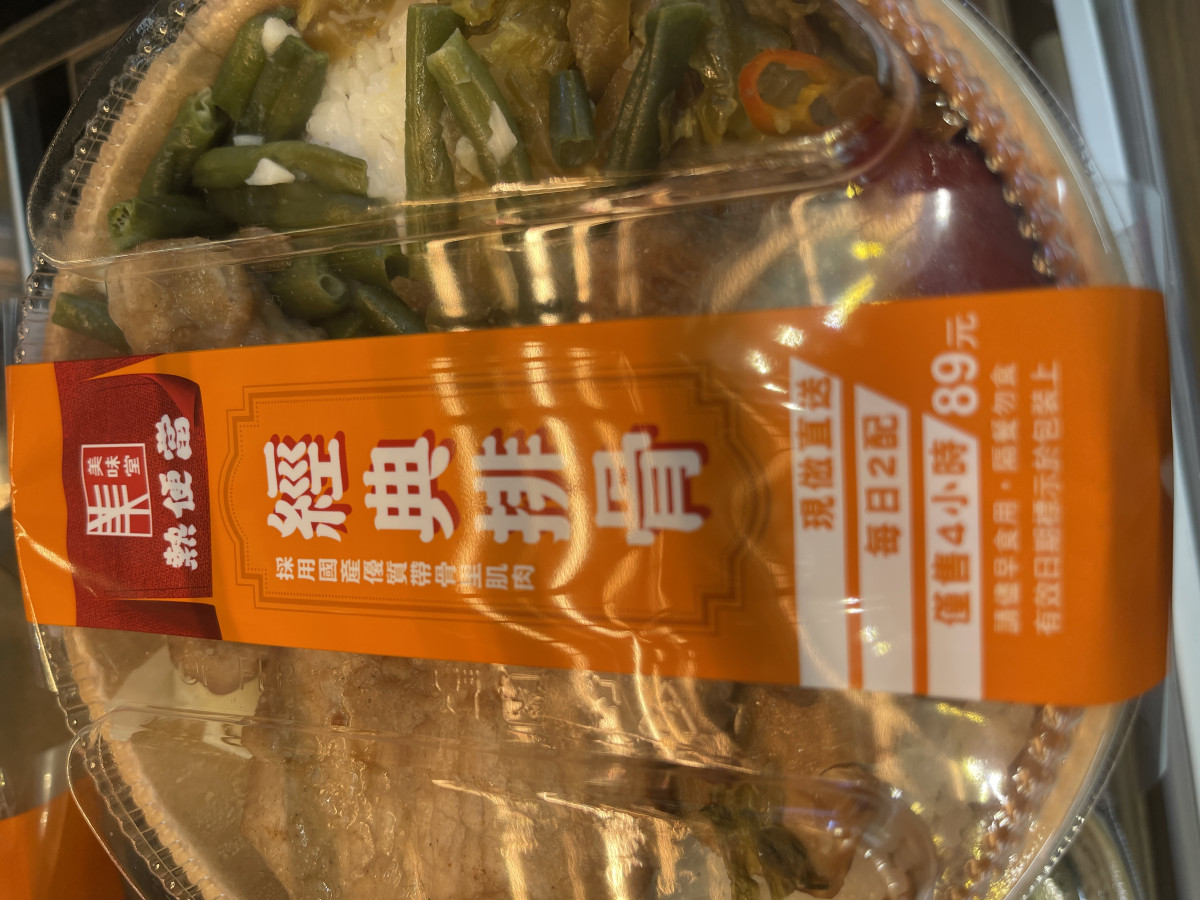 美味堂
熱便當
經典排骨
採用國產優質帶骨里肌肉
現做直送
每日2配
僅售4小時
89元
請儘早食用，隔餐勿食
有效日期標示於包裝上